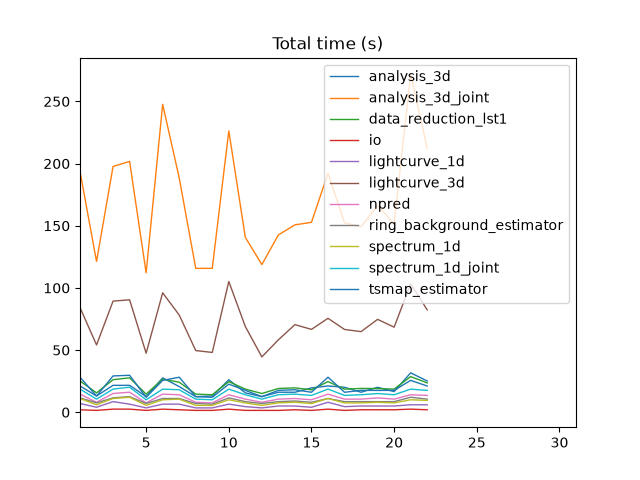 Total time (s)
analysis_3d
analysis_3d_joint
data_reduction_lst1
io
lightcurve_1d
lightcurve_3d
npred
ring_background_estimator
spectrum_1d
spectrum_1d_joint
tsmap_estimator
250
200
150
100
50
0
5 10 15 20 25 30